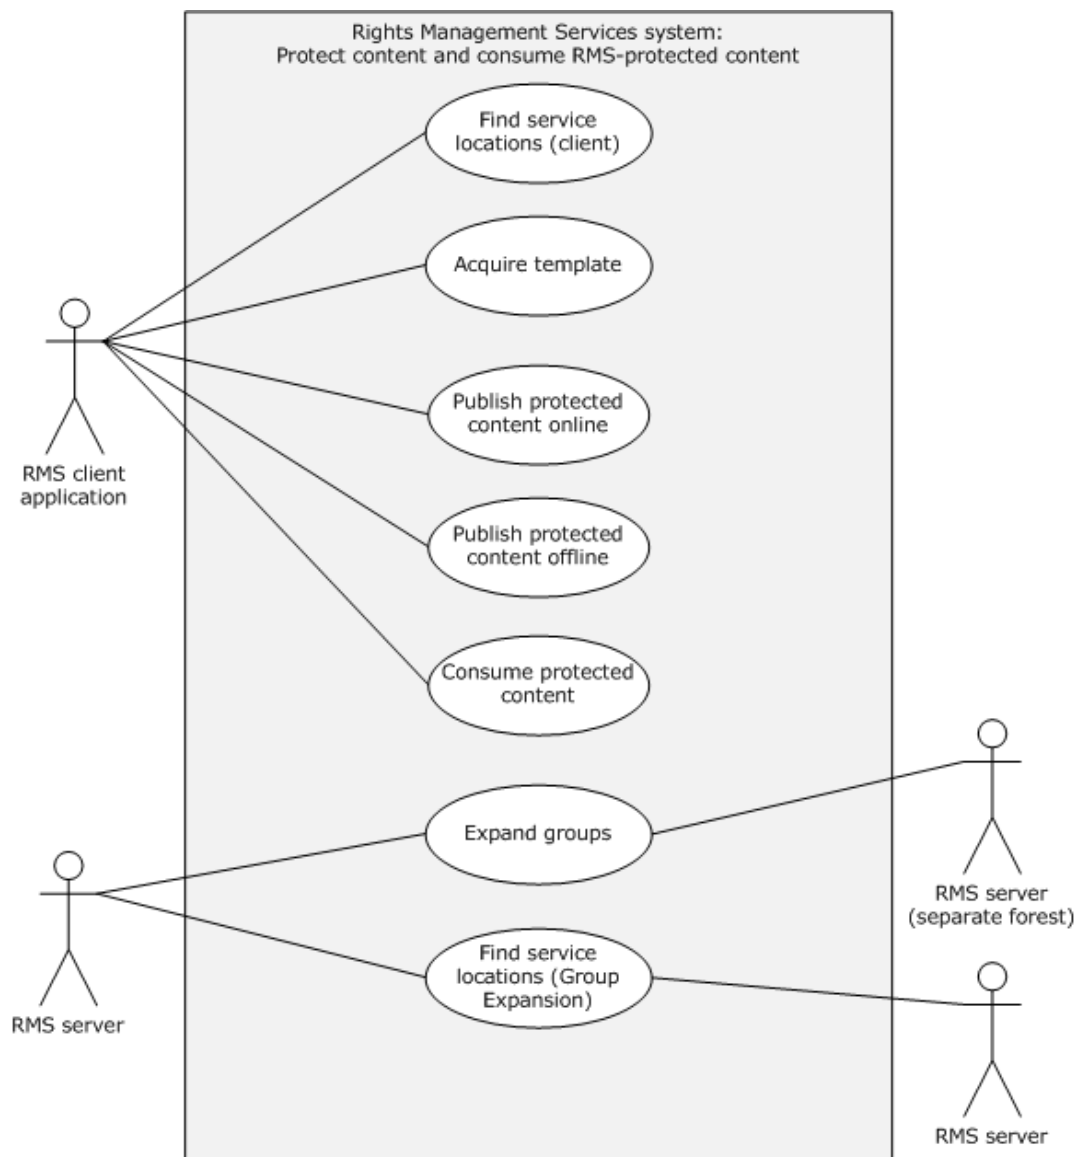 Rights Management Services system:
Protect content and consume RMS-protected content
Find service
locations (client)
Acquire template
Publish protected
content online
RMS client
application
Publish protected
content offline
Consume protected
content
Expand groups
RMS server
(separate forest)
Find service
locations (Group
Expansion)
RMS server
RMS server